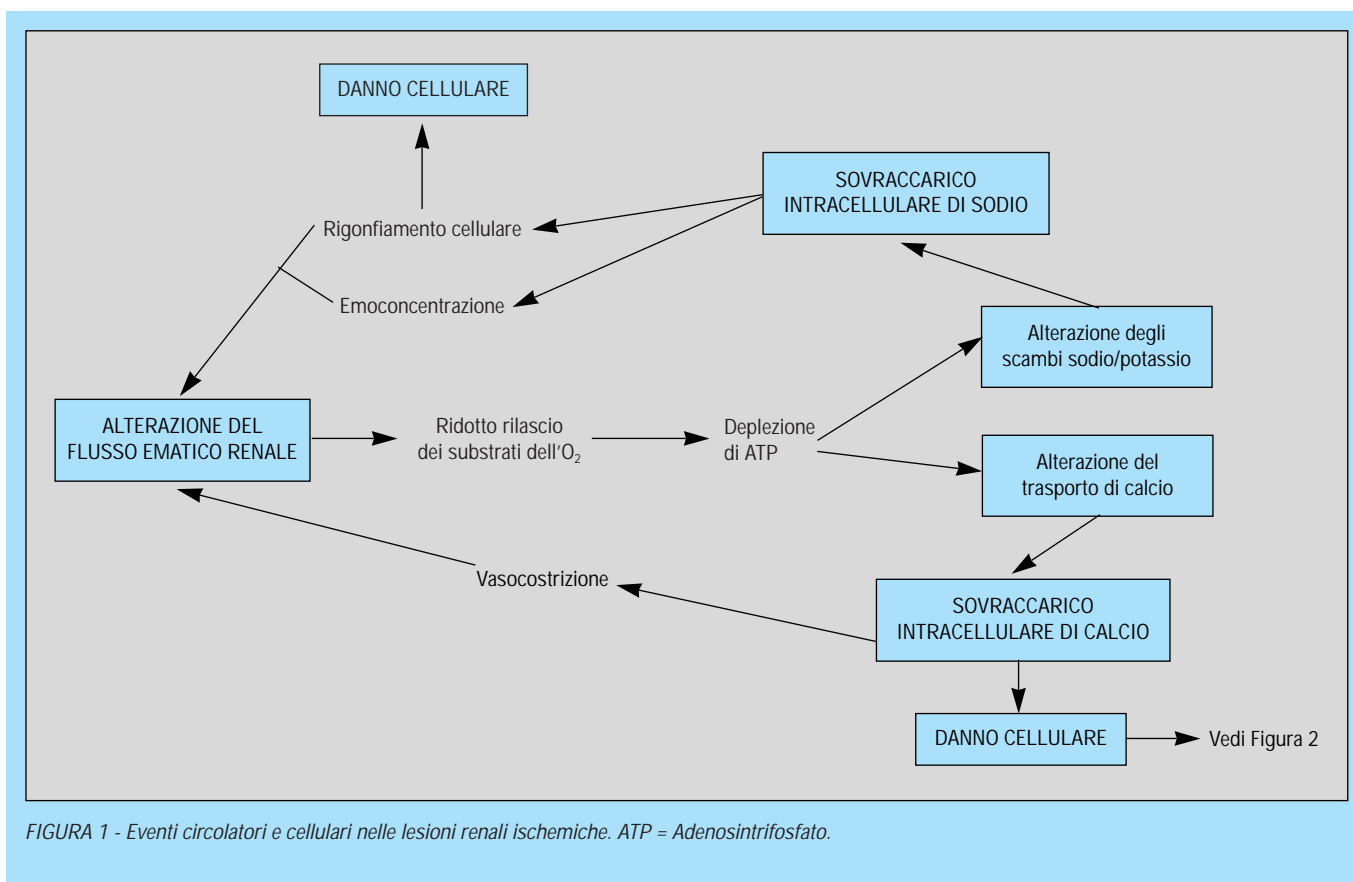 DANNO CELLULARE
SOVRACCARICO
INTRACELLULARE DI SODIO
Rigonfiamento cellulare
Emoconcentrazione
Alterazione degli
scambi sodio/potassio
ALTERAZIONE DEL
FLUSSO EMATICO RENALE
Ridotto rilascio
dei substrati dell'O₂
Deplezione
di ATP
Alterazione del
trasporto di calcio
Vasocostrizione
SOVRACCARICO
INTRACELLULARE DI CALCIO
DANNO CELLULARE
Vedi Figura 2
FIGURA 1 - Eventi circolatori e cellulari nelle lesioni renali ischemiche. ATP = Adenosintrifosfato.